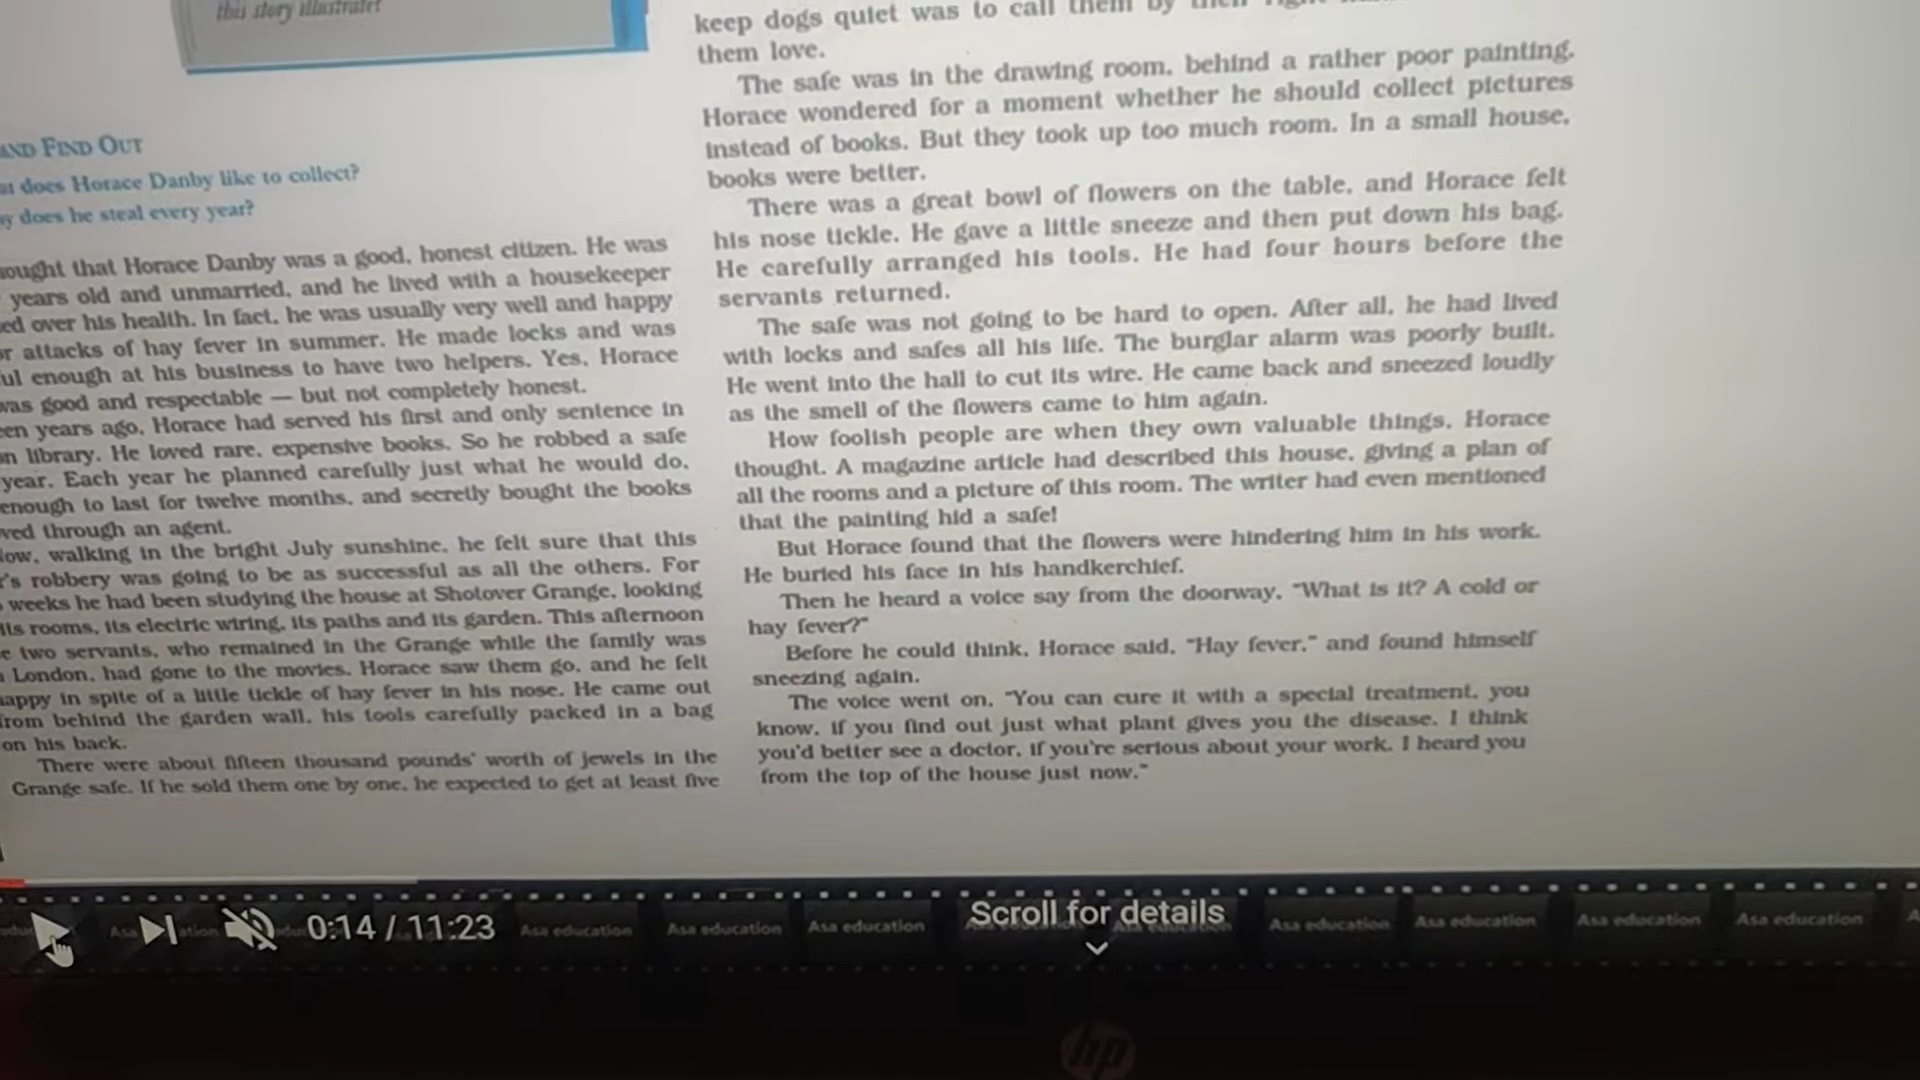 this story illustrate?
AND FIND OUT
does Horace Danby like to collect?
does he steal every year?
that Horace Danby was a good, honest citizen. He was
years old and unmarried, and he lived with a housekeeper
over his health. In fact, he was usually very well and happy
attacks of hay fever in summer. He made locks and was
enough at his business to have two helpers. Yes, Horace
was good and respectable — but not completely honest.
years ago, Horace had served his first and only sentence in
library. He loved rare, expensive books. So he robbed a safe
year. Each year he planned carefully just what he would do,
enough to last for twelve months, and secretly bought the books
through an agent.
walking in the bright July sunshine, he felt sure that this
's robbery was going to be as successful as all the others. For
weeks he had been studying the house at Shotover Grange, looking
its rooms, its electric wiring, its paths and its garden. This afternoon
two servants, who remained in the Grange while the family was
London, had gone to the movies. Horace saw them go, and he felt
happy in spite of a little tickle of hay fever in his nose. He came out
from behind the garden wall, his tools carefully packed in a bag
on his back.
There were about fifteen thousand pounds' worth of jewels in the
Grange safe. If he sold them one by one, he expected to get at least five
keep dogs quiet was to call them by their right
them love.
The safe was in the drawing room, behind a rather poor painting.
Horace wondered for a moment whether he should collect pictures
instead of books. But they took up too much room. In a small house,
books were better.
There was a great bowl of flowers on the table, and Horace felt
his nose tickle. He gave a little sneeze and then put down his bag.
He carefully arranged his tools. He had four hours before the
servants returned.
The safe was not going to be hard to open. After all, he had lived
with locks and safes all his life. The burglar alarm was poorly built.
He went into the hall to cut its wire. He came back and sneezed loudly
as the smell of the flowers came to him again.
How foolish people are when they own valuable things, Horace
thought. A magazine article had described this house, giving a plan of
all the rooms and a picture of this room. The writer had even mentioned
that the painting hid a safe!
But Horace found that the flowers were hindering him in his work.
He buried his face in his handkerchief.
Then he heard a voice say from the doorway, "What is it? A cold or
hay fever?"
Before he could think, Horace said, "Hay fever," and found himself
sneezing again.
The voice went on, "You can cure it with a special treatment, you
know, if you find out just what plant gives you the disease. I think
you'd better see a doctor, if you're serious about your work. I heard you
from the top of the house just now."
0:14 / 11:23 Asa education Asa education Asa education Scroll for details Asa education Asa education Asa education Asa education
hp